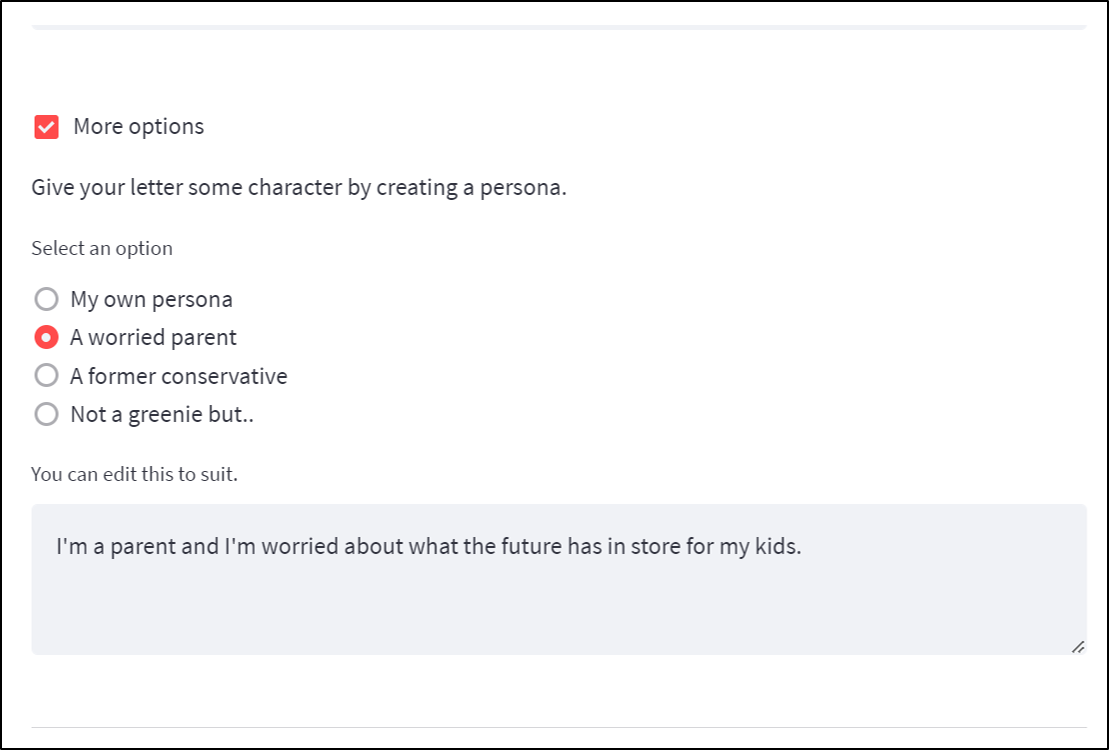 More options
Give your letter some character by creating a persona.
Select an option
My own persona
A worried parent
A former conservative
Not a greenie but..
You can edit this to suit.
I'm a parent and I'm worried about what the future has in store for my kids.